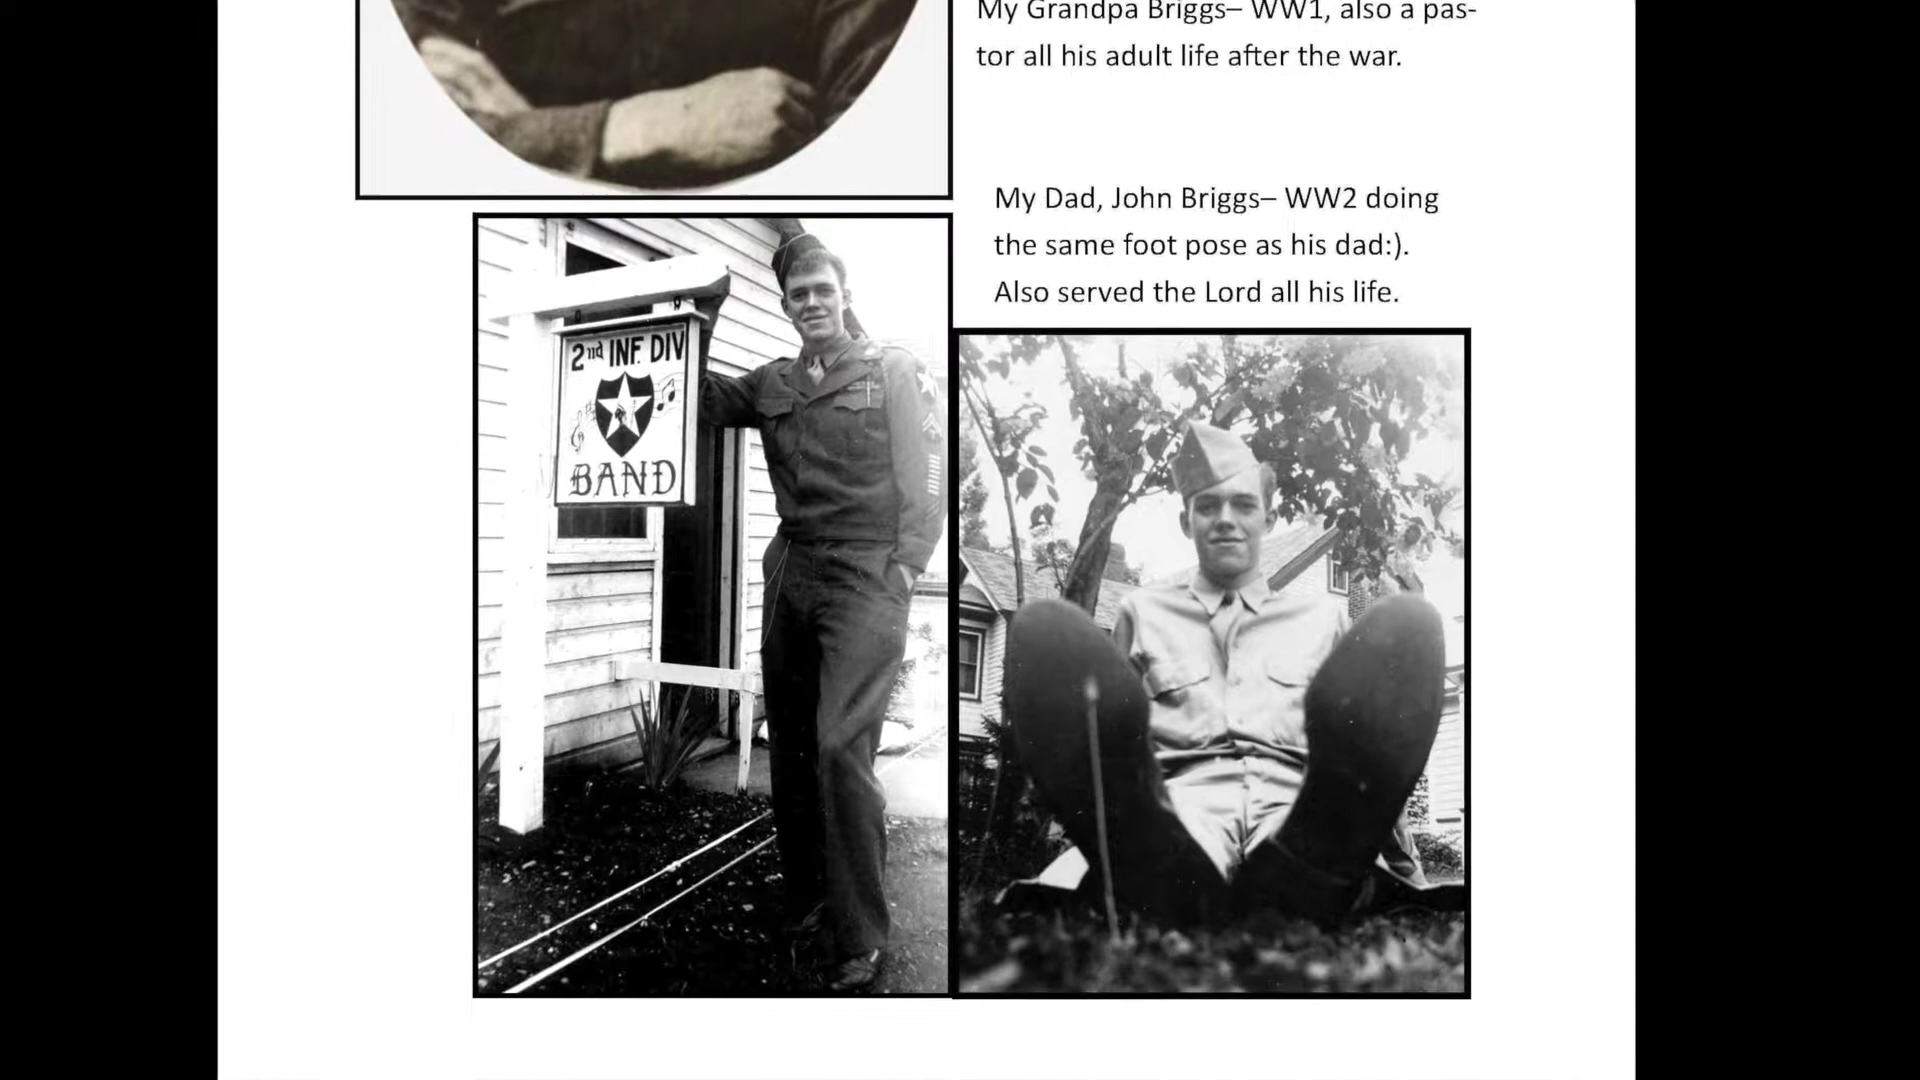 My Grandpa Briggs– WW1, also a pas-
tor all his adult life after the war.
My Dad, John Briggs– WW2 doing
the same foot pose as his dad:).
Also served the Lord all his life.
2nd INF. DIV
BAND